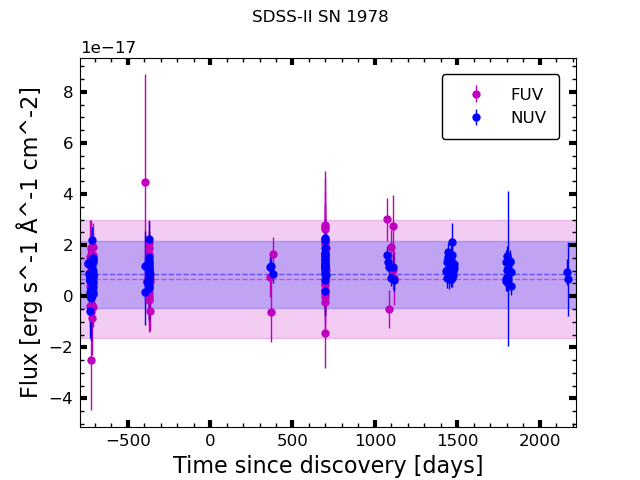 SDSS-II SN 1978
1e−17
FUV
NUV
8
6
4
2
0
−2
−4
Flux [erg s^-1 Å^-1 cm^-2]
−500
0
500
1000
1500
2000
Time since discovery [days]